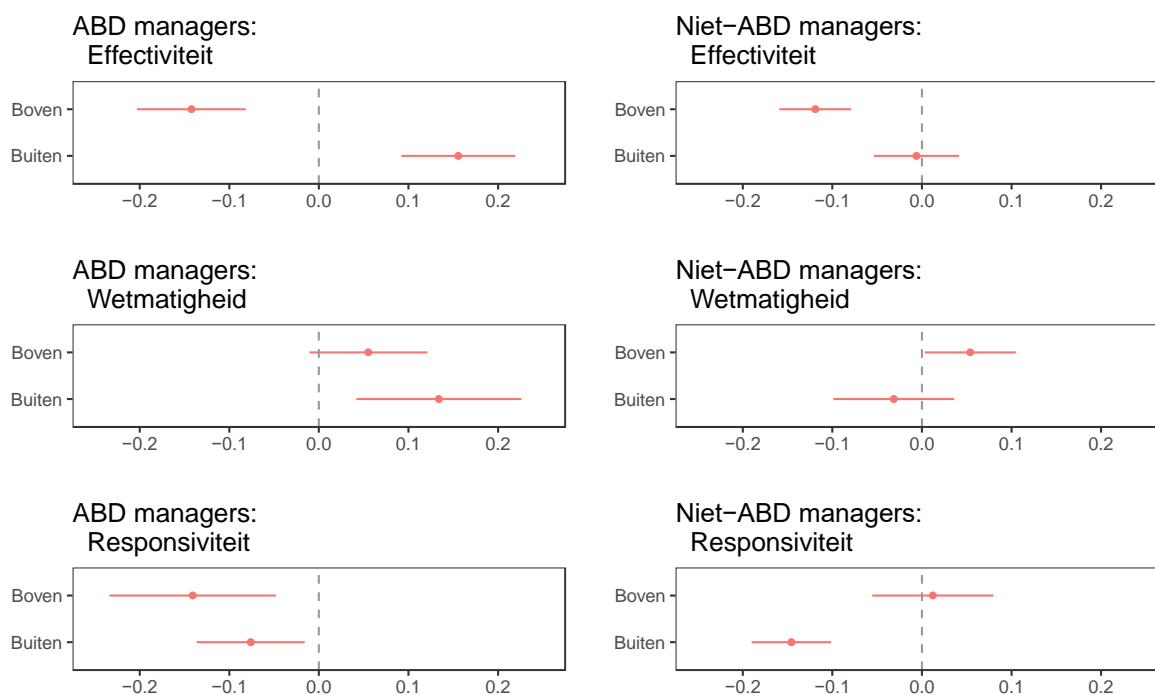 ABD managers:
Effectiviteit
Boven
Buiten
−0.2 −0.1 0.0 0.1 0.2
Niet−ABD managers:
Effectiviteit
Boven
Buiten
−0.2 −0.1 0.0 0.1 0.2
ABD managers:
Wetmatigheid
Boven
Buiten
−0.2 −0.1 0.0 0.1 0.2
Niet−ABD managers:
Wetmatigheid
Boven
Buiten
−0.2 −0.1 0.0 0.1 0.2
ABD managers:
Responsiviteit
Boven
Buiten
−0.2 −0.1 0.0 0.1 0.2
Niet−ABD managers:
Responsiviteit
Boven
Buiten
−0.2 −0.1 0.0 0.1 0.2